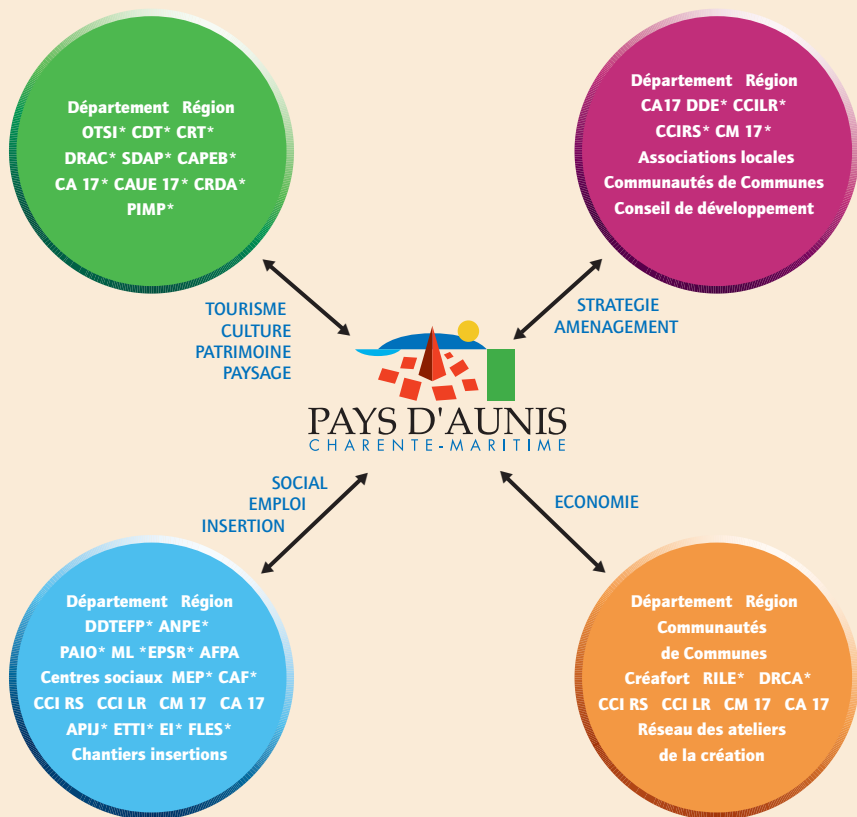 Département Région
OTSI* CDT* CRT*
DRAC* SDAP* CAPEB*
CA 17* CAUE 17* CRDA*
PIMP*
Département Région
CA17 DDE* CCILR*
CCIRS* CM 17*
Associations locales
Communautés de Communes
Conseil de développement
TOURISME
CULTURE
PATRIMOINE
PAYSAGE
STRATEGIE
AMENAGEMENT
PAYS D'AUNIS
CHARENTE-MARITIME
SOCIAL
EMPLOI
INSERTION
ECONOMIE
Département Région
DDTEFP* ANPE*
PAIO* ML *EPSR* AFPA
Centres sociaux MEP* CAF*
CCI RS CCI LR CM 17 CA 17
APIJ* ETTI* EI* FLES*
Chantiers insertions
Département Région
Communautés
de Communes
Créafort RILE* DRCA*
CCI RS CCI LR CM 17 CA 17
Réseau des ateliers
de la création